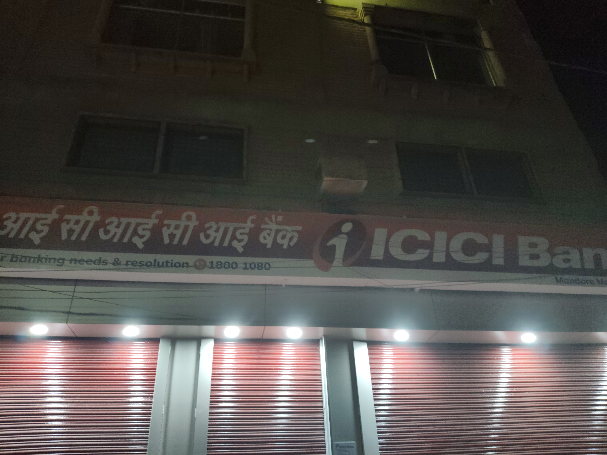 आई सी आई सी आई बैंक
i ICICI Ban
r banking needs & resolution 1800 1080